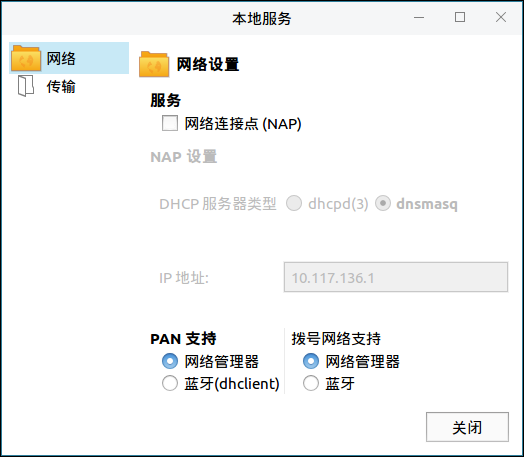 本地服务
网络
传输
网络设置
服务
网络连接点 (NAP)
NAP 设置
DHCP 服务器类型 dhcpd(3) dnsmasq
IP 地址: 10.117.136.1
PAN 支持 拨号网络支持
网络管理器 网络管理器
蓝牙(dhclient) 蓝牙
关闭